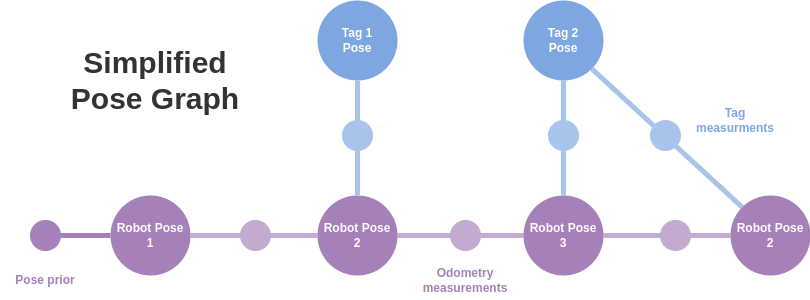 Simplified
Pose Graph
Tag 1
Pose
Tag 2
Pose
Tag
measurments
Robot Pose
1
Robot Pose
2
Robot Pose
3
Robot Pose
2
Pose prior
Odometry
measurements